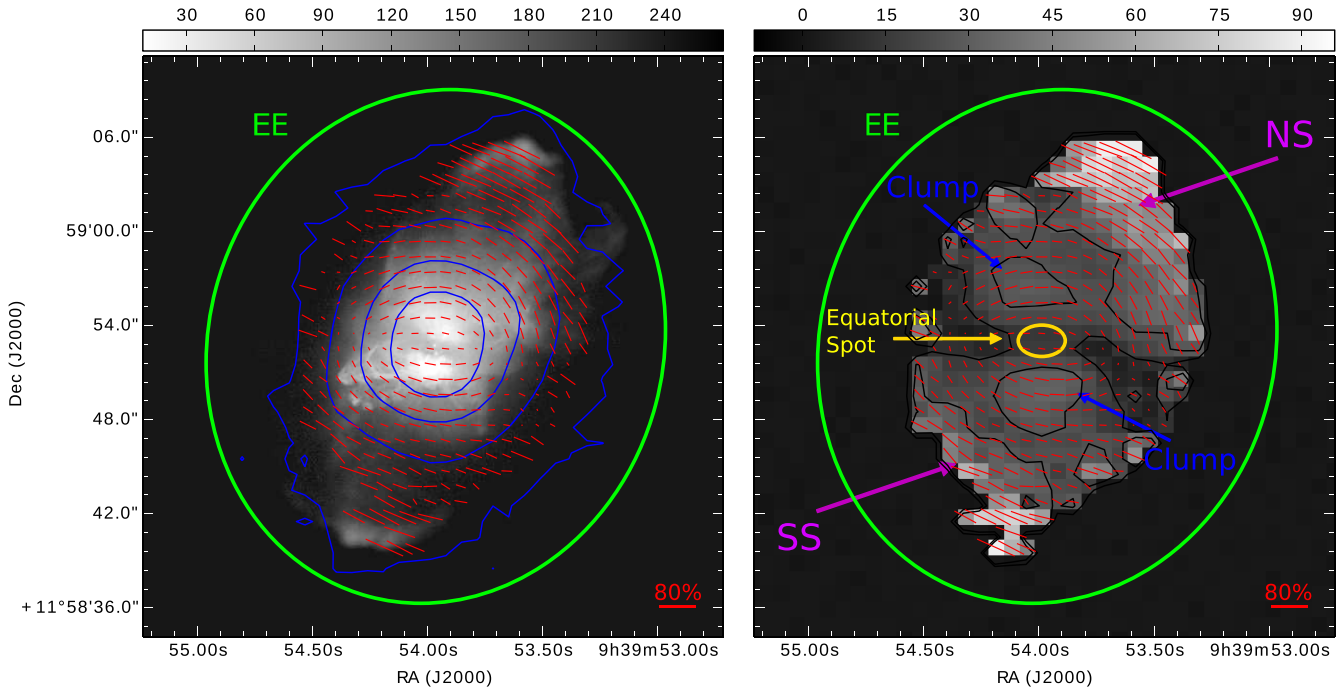 30 60 90 120 150 180 210 240
0 15 30 45 60 75 90
EE
EE
NS
06.0"
Clump
59'00.0"
Equatorial
Spot
54.0"
Dec (J2000)
48.0"
Clump
42.0"
SS
80%
80%
+11°58'36.0"
55.00s 54.50s 54.00s 53.50s 9h39m53.00s
55.00s 54.50s 54.00s 53.50s 9h39m53.00s
RA (J2000)
RA (J2000)